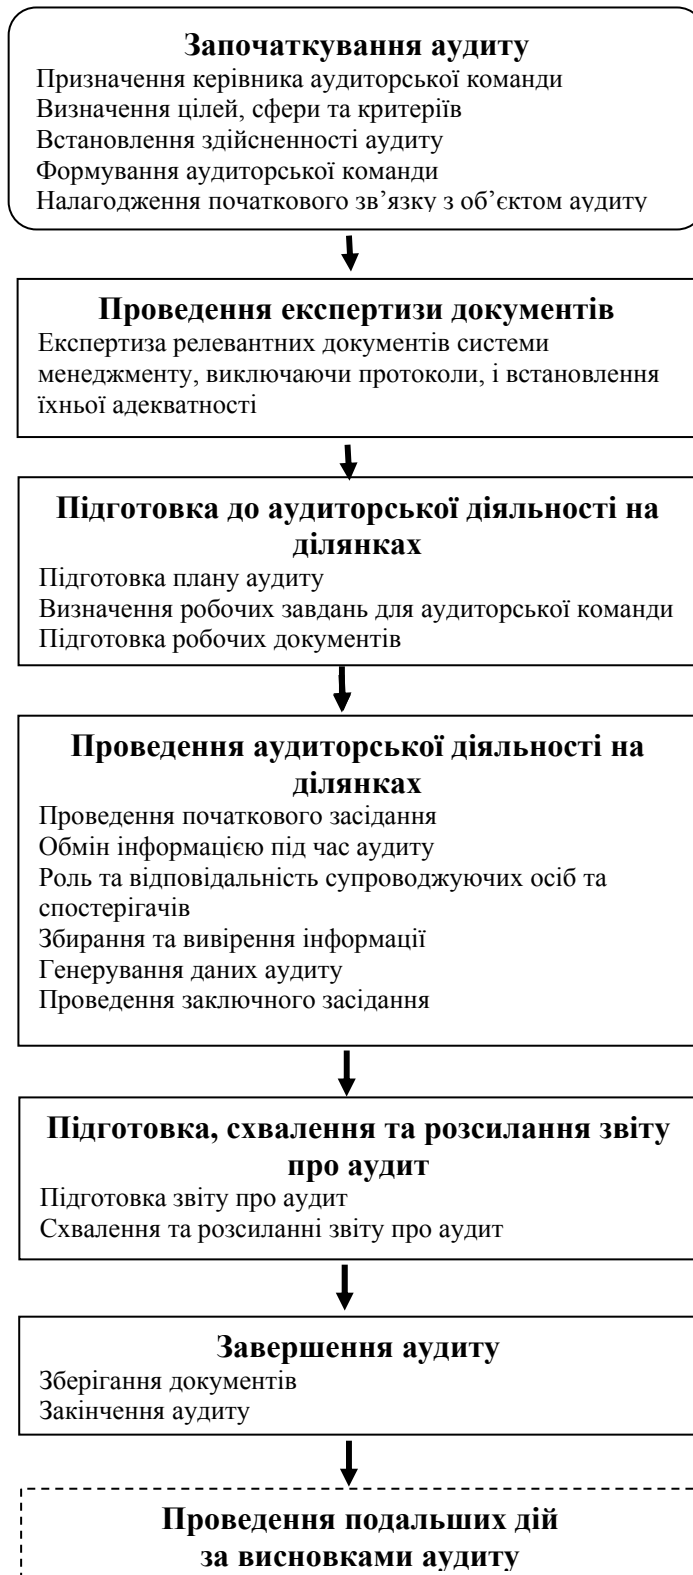 Започаткування аудиту
Призначення керівника аудиторської команди
Визначення цілей, сфери та критеріїв
Встановлення здійсненності аудиту
Формування аудиторської команди
Налагодження початкового зв’язку з об’єктом аудиту
Проведення експертизи документів
Експертиза релевантних документів системи
менеджменту, виключаючи протоколи, і встановлення
їхньої адекватності
Підготовка до аудиторської діяльності на
ділянках
Підготовка плану аудиту
Визначення робочих завдань для аудиторської команди
Підготовка робочих документів
Проведення аудиторської діяльності на
ділянках
Проведення початкового засідання
Обмін інформацією під час аудиту
Роль та відповідальність супроводжуючих осіб та
спостерігачів
Збирання та вивірення інформації
Генерування даних аудиту
Проведення заключного засідання
Підготовка, схвалення та розсилання звіту
про аудит
Підготовка звіту про аудит
Схвалення та розсиланні звіту про аудит
Завершення аудиту
Зберігання документів
Закінчення аудиту
Проведення подальших дій
за висновками аудиту